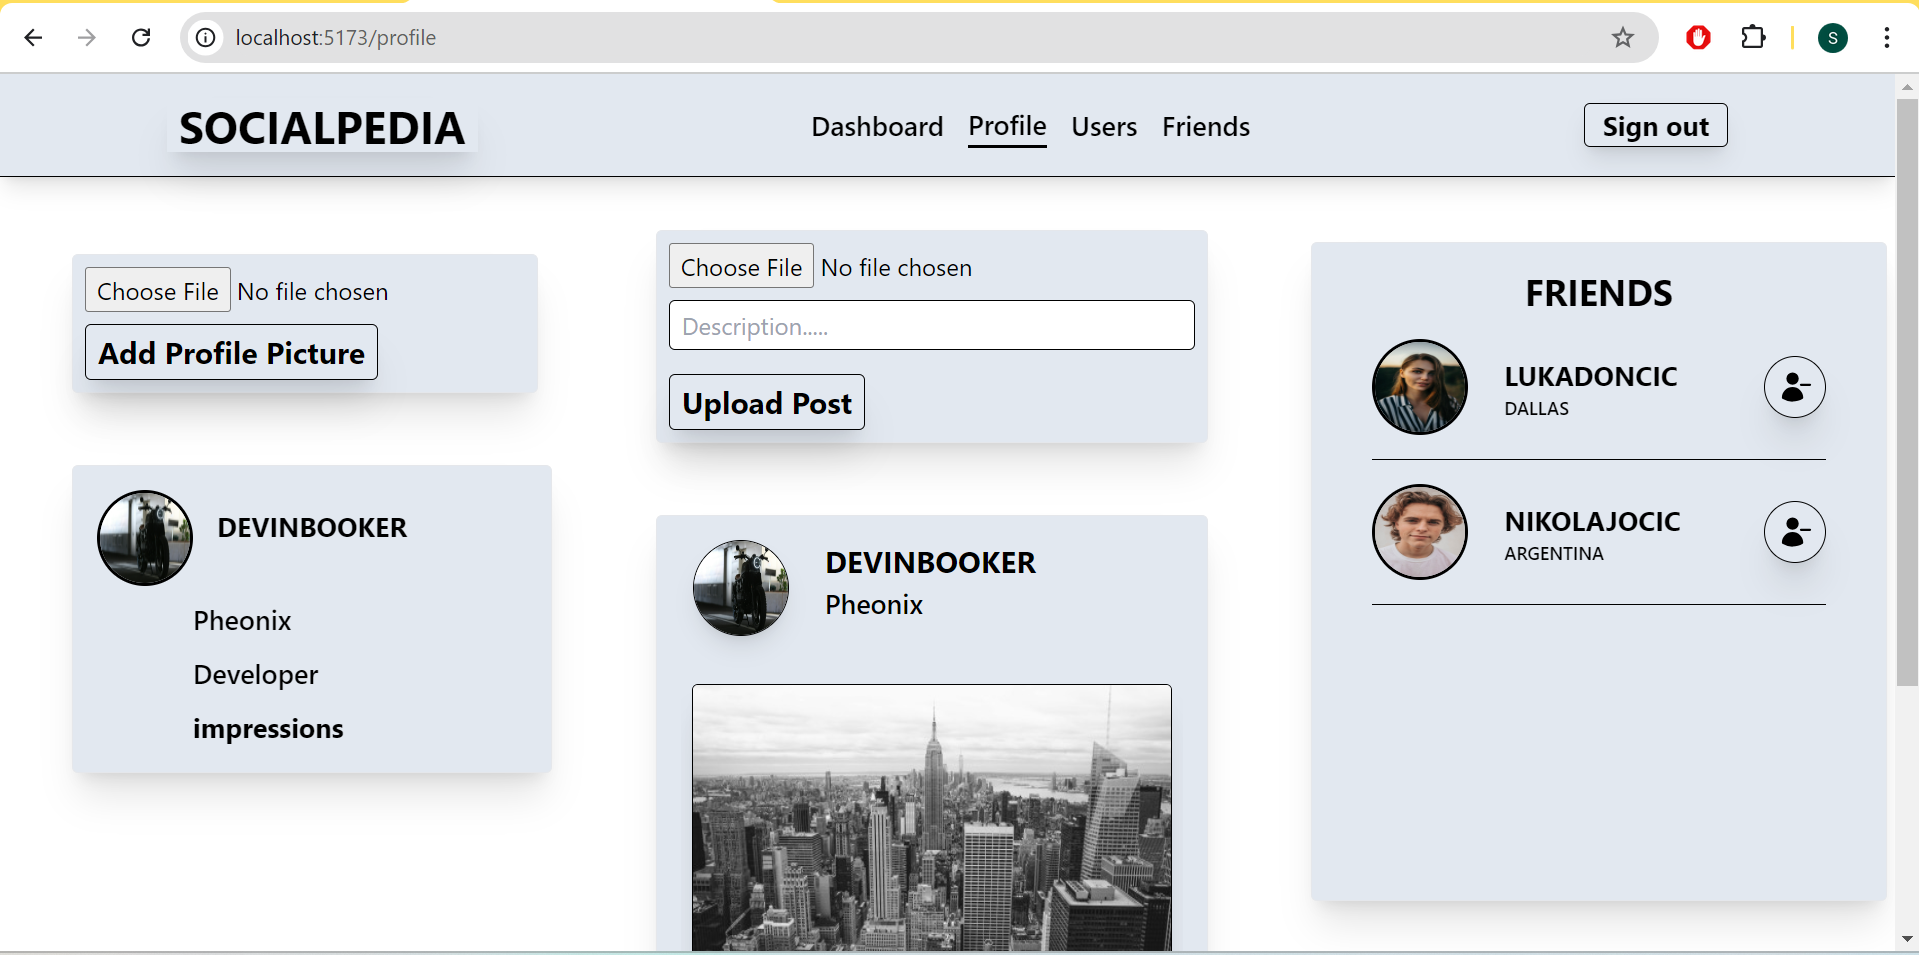 localhost:5173/profile
S
SOCIALPEDIA
Dashboard Profile Users Friends
Sign out
Choose File No file chosen
Add Profile Picture
DEVINBOOKER
Pheonix
Developer
impressions
Choose File No file chosen
Description.....
Upload Post
DEVINBOOKER
Pheonix
FRIENDS
LUKADONCIC
DALLAS
NIKOLAJOCIC
ARGENTINA